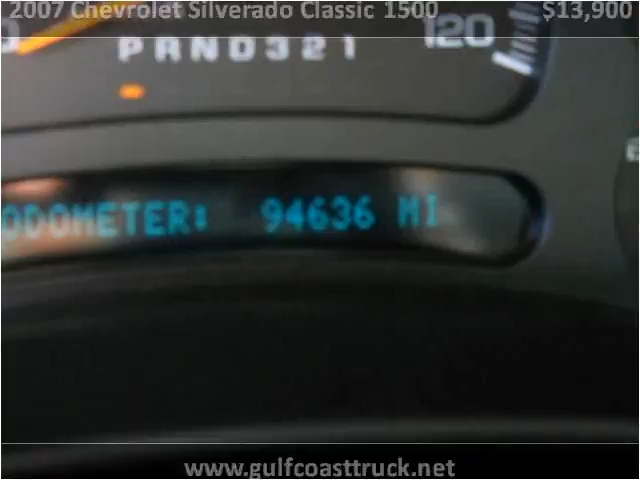 2007 Chevrolet Silverado Classic 1500 $13,900
PRND321 120
ODOMETER: 94636 MI
www.gulfcoasttruck.net